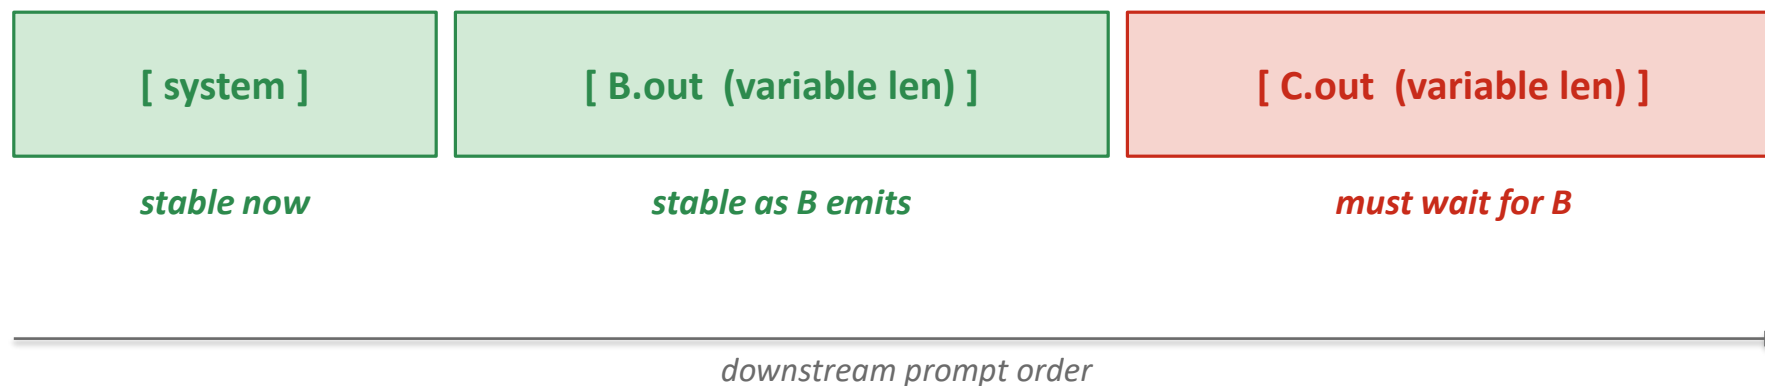 [ system ]
[ B.out (variable len) ]
[ C.out (variable len) ]
stable now
stable as B emits
must wait for B
downstream prompt order